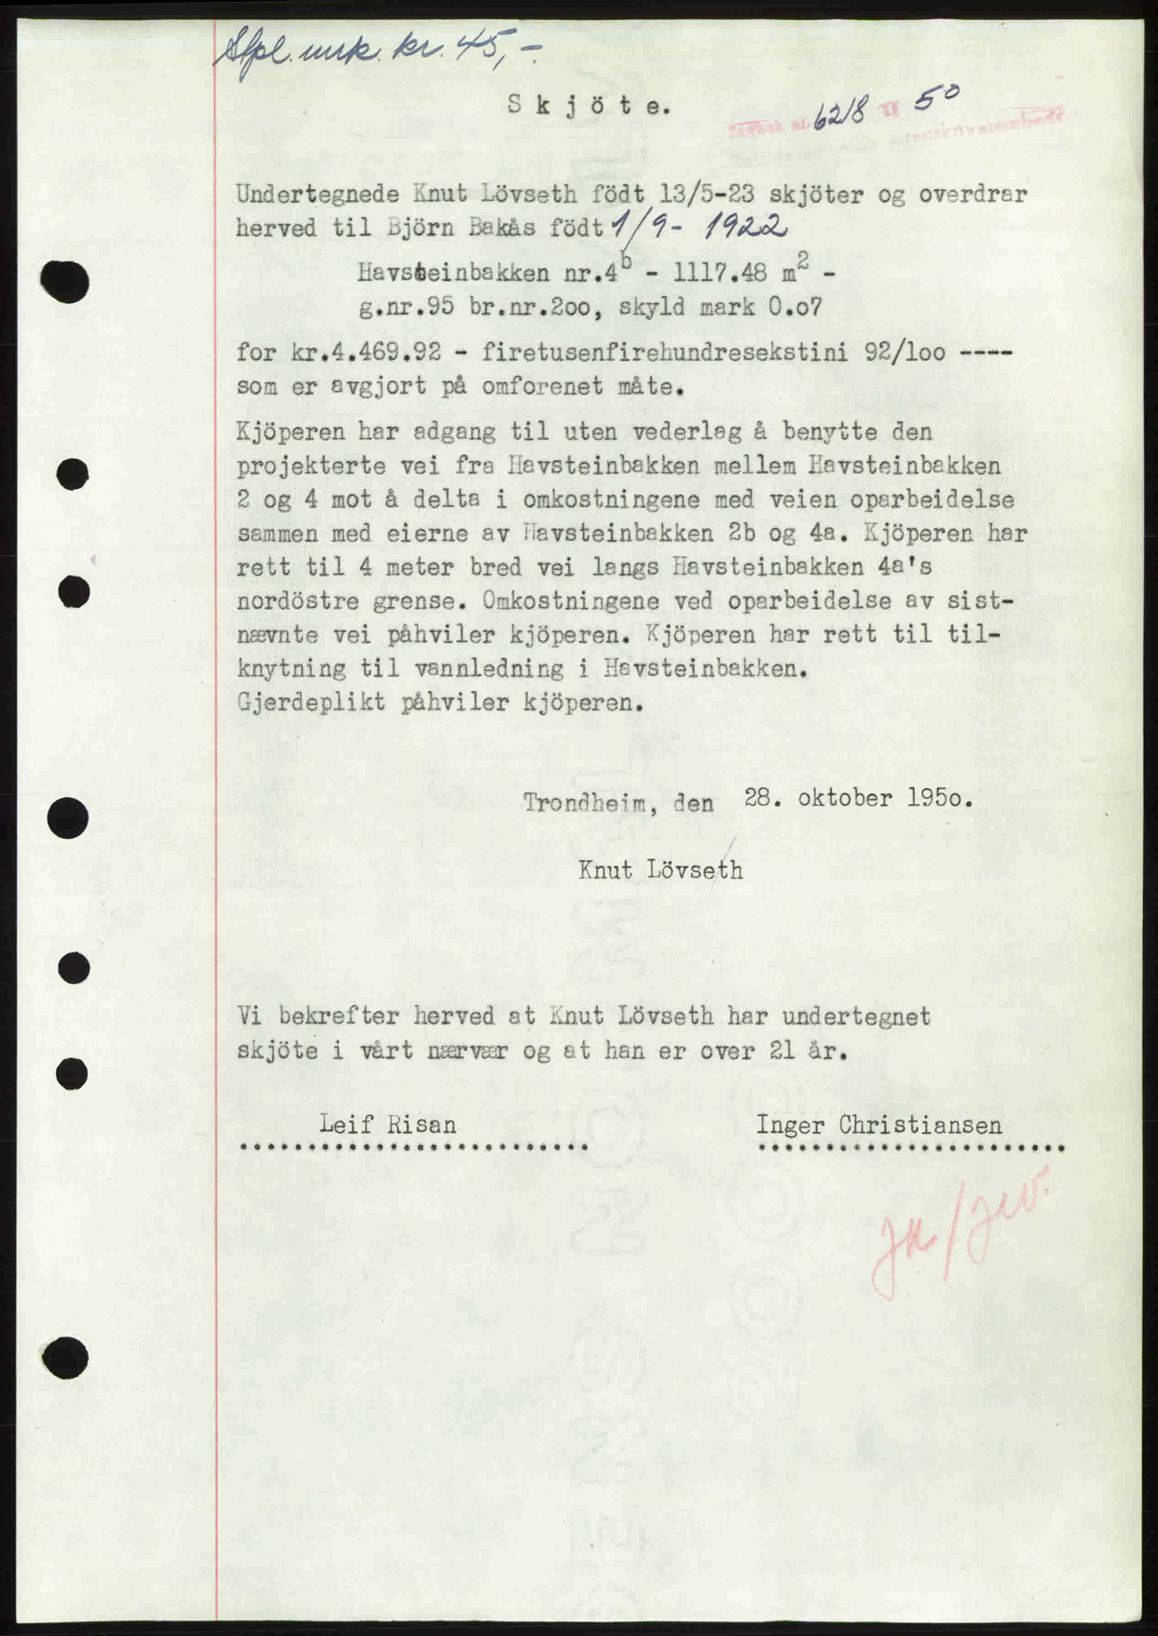 Stpl. mrk. kr. 45,-.
Skjöte.
6218 50
Undertegnede Knut Lövseth födt 13/5-23 skjöter og overdrar
herved til Björn Bakås födt 1/9- 1922
Havsteinbakken nr.4b - 1117.48 m2 -
g.nr.95 br.nr.2oo, skyld mark 0.o7
for kr.4.469.92 - firetusenfirehundresekstini 92/loo ----
som er avgjort på omforenet måte.
Kjöperen har adgang til uten vederlag å benytte den
projekterte vei fra Havsteinbakken mellem Havsteinbakken
2 og 4 mot å delta i omkostningene med veien oparbeidelse
sammen med eierne av Havsteinbakken 2b og 4a. Kjöperen har
rett til 4 meter bred vei langs Havsteinbakken 4a's
nordöstre grense. Omkostningene ved oparbeidelse av sist-
nævnte vei påhviler kjöperen. Kjöperen har rett til til-
knytning til vannledning i Havsteinbakken.
Gjerdeplikt påhviler kjöperen.
Trondheim, den 28. oktober 195o.
Knut Lövseth
Vi bekrefter herved at Knut Lövseth har undertegnet
skjöte i vårt nærvær og at han er over 21 år.
Leif Risan Inger Christiansen